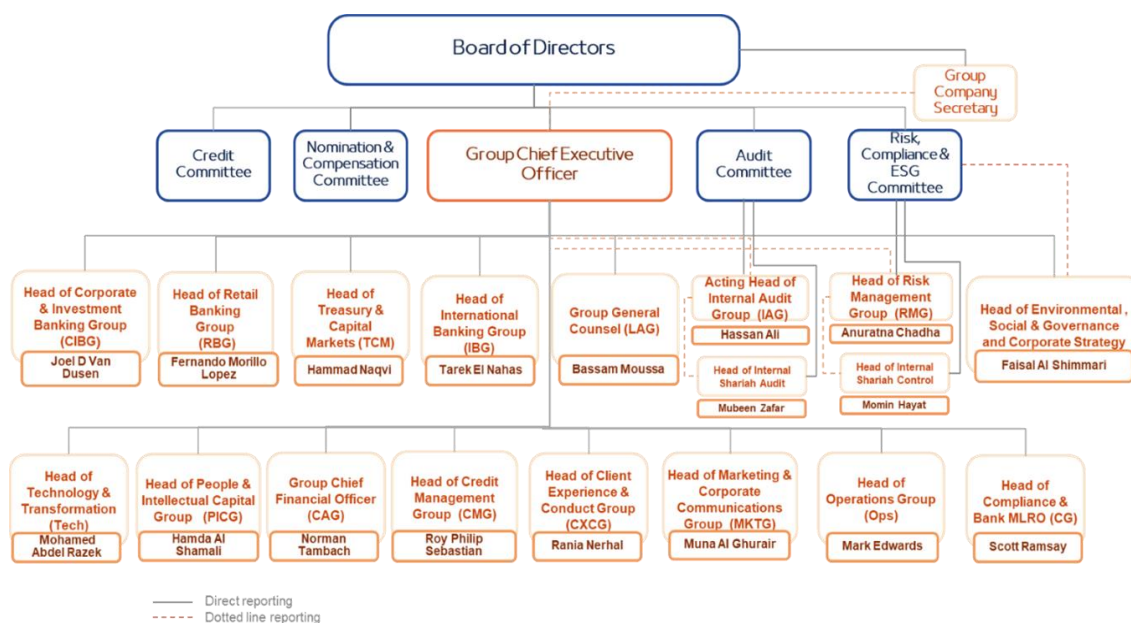 Board of Directors
Group
Company
Secretary
Credit
Committee
Nomination &
Compensation
Committee
Group Chief Executive
Officer
Audit
Committee
Risk,
Compliance &
ESG
Committee
Head of Corporate
& Investment
Banking Group
(CIBG)
Joel D Van
Dusen
Head of Retail
Banking
Group
(RBG)
Fernando Morillo
Lopez
Head of
Treasury &
Capital
Markets (TCM)
Hammad Naqvi
Head of
International
Banking Group
(IBG)
Tarek El Nahas
Group General
Counsel (LAG)
Bassam Moussa
Acting Head of
Internal Audit
Group (IAG)
Hassan Ali
Head of Internal
Shariah Audit
Mubeen Zafar
Head of Risk
Management
Group (RMG)
Anuratna Chadha
Head of Internal
Shariah Control
Momin Hayat
Head of Environmental ,
Social & Governance
and Corporate Strategy
Faisal Al Shimmari
Head of
Technology &
Transformation
(Tech)
Mohamed
Abdel Razek
Head of People &
Intellectual Capital
Group (PICG)
Hamda Al
Shamali
Group Chief
Financial Officer
(CAG)
Norman
Tambach
Head of Credit
Management
Group (CMG)
Roy Philip
Sebastian
Head of Client
Experience &
Conduct Group
(CXCG)
Rania Nerhal
Head of Marketing &
Corporate
Communications
Group (MKTG)
Muna Al Ghurair
Head of
Operations Group
(Ops)
Mark Edwards
Head of
Compliance &
Bank MLRO (CG)
Scott Ramsay
Direct reporting
Dotted line reporting